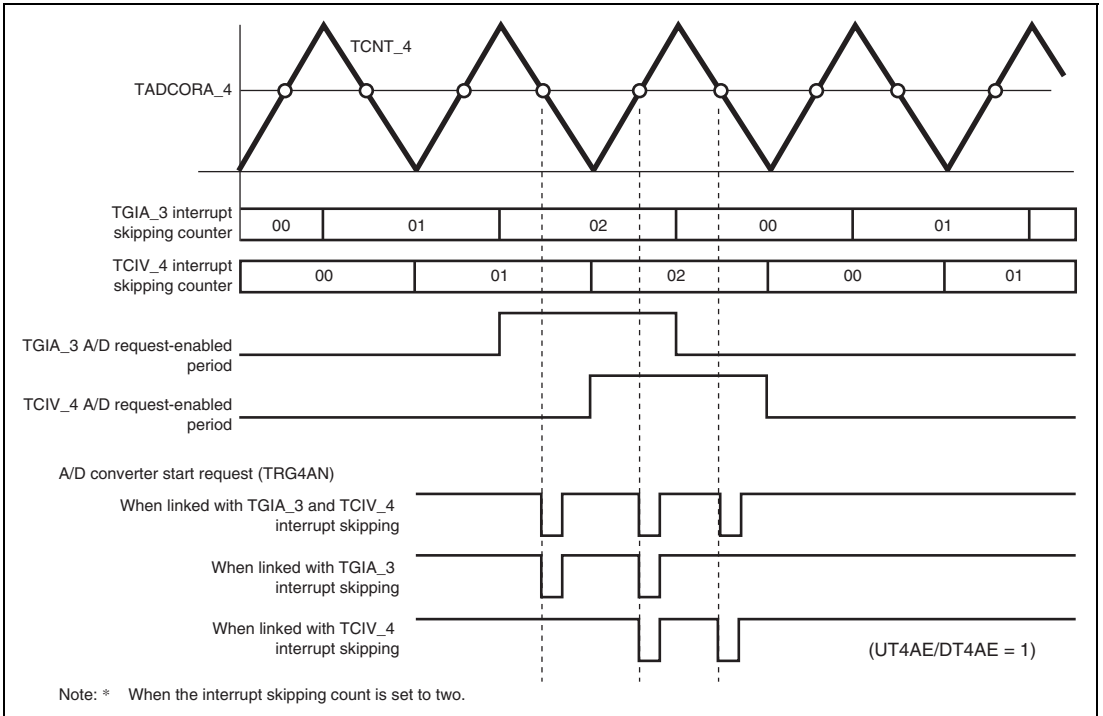 TCNT_4
TADCORA_4
TGIA_3 interrupt
skipping counter
00 01 02 00 01
TCIV_4 interrupt
skipping counter
00 01 02 00 01
TGIA_3 A/D request-enabled
period
TCIV_4 A/D request-enabled
period
A/D converter start request (TRG4AN)
When linked with TGIA_3 and TCIV_4
interrupt skipping
When linked with TGIA_3
interrupt skipping
When linked with TCIV_4
interrupt skipping
(UT4AE/DT4AE = 1)
Note: * When the interrupt skipping count is set to two.